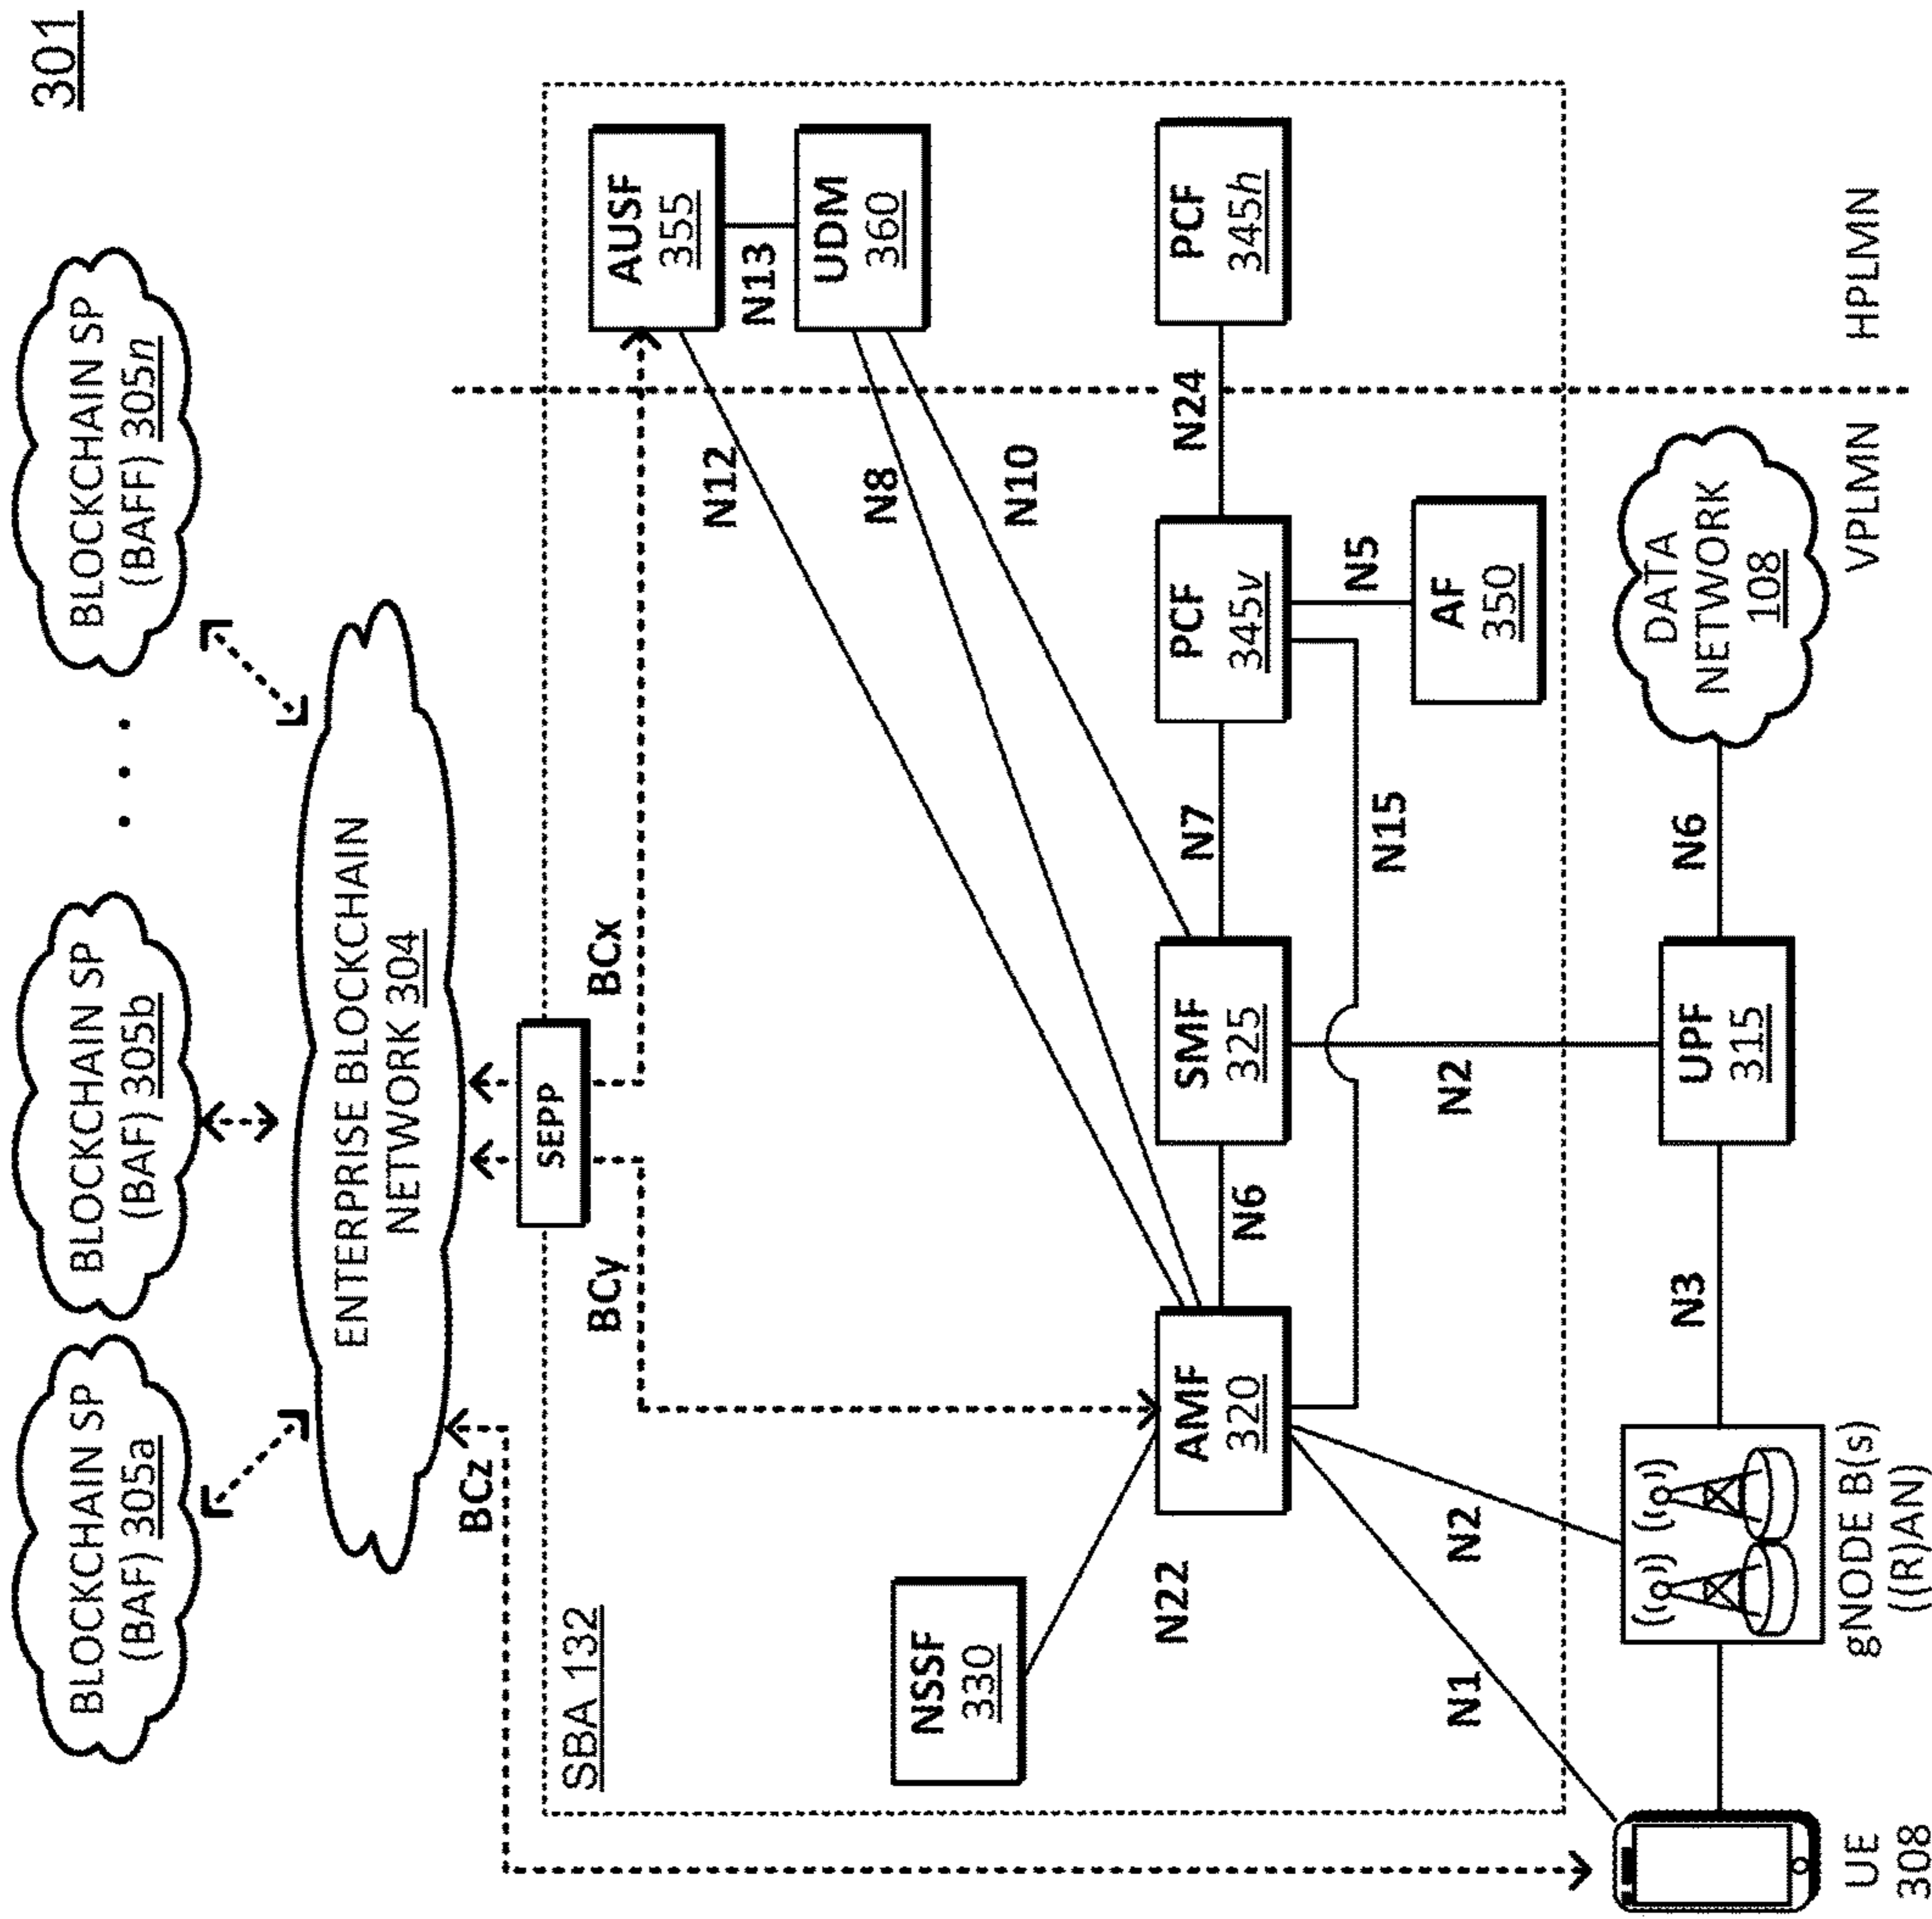 301
BLOCKCHAIN SP
(BAF) 305a
BLOCKCHAIN SP
(BAF) 305b
. . .
BLOCKCHAIN SP
(BAFF) 305n
ENTERPRISE BLOCKCHAIN
NETWORK 304
BCz
SEPP
SBA 132
BCy
BCx
AUSF
355
N13
UDM
360
N12
N8
N10
NSSF
330
N22
AMF
320
N6
SMF
325
N7
PCF
345v
N24
PCF
345h
N15
N5
AF
350
N1
N2
N2
UE
308
gNODE B(s)
((R)AN)
N3
UPF
315
N6
DATA
NETWORK
108
VPLMN
HPLMN